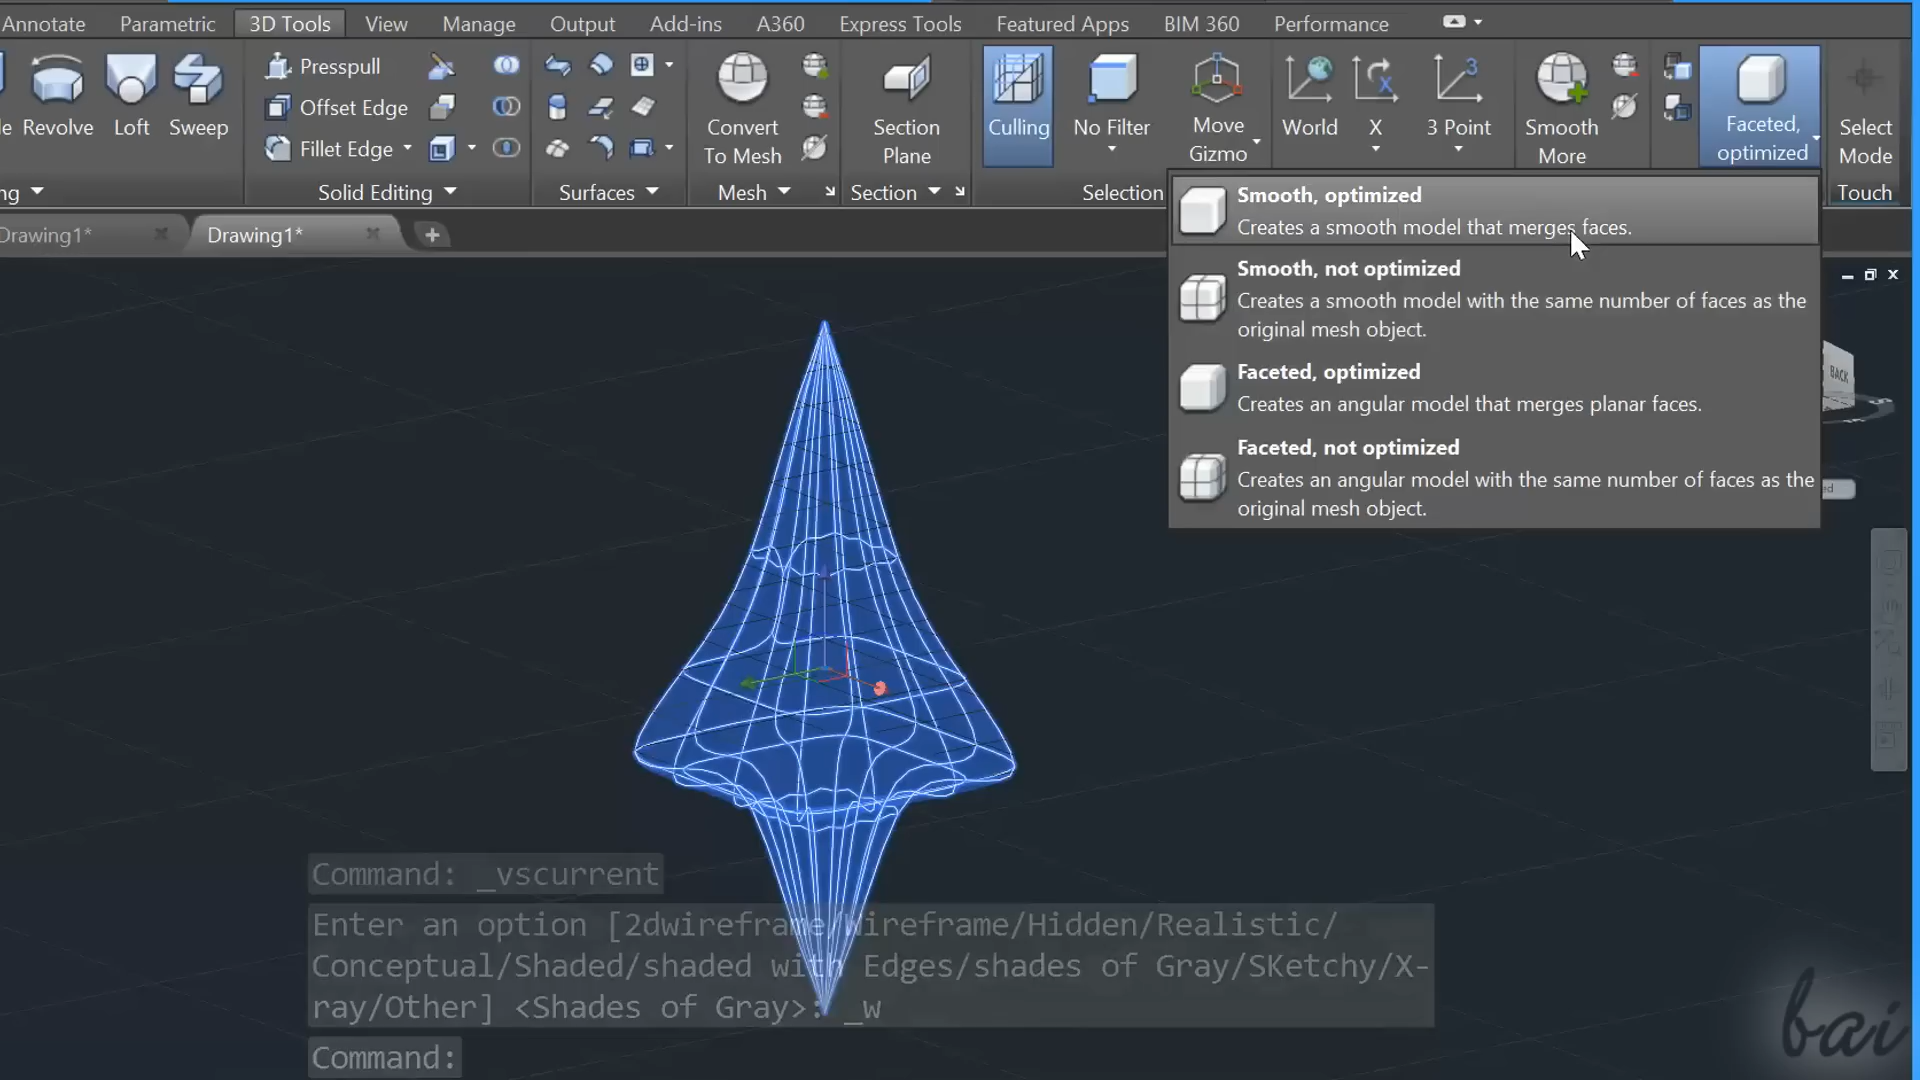 Annotate Parametric 3D Tools View Manage Output Add-ins A360 Express Tools Featured Apps BIM 360 Performance
Presspull
Offset Edge
Fillet Edge
Revolve Loft Sweep
Convert
To Mesh
Section
Plane
Culling
No Filter
Move
Gizmo
World
X
3 Point
Smooth
More
Faceted,
optimized
Select
Mode
Solid Editing
Surfaces
Mesh
Section
Selection
Touch
Drawing1*
Drawing1*
Smooth, optimized
Creates a smooth model that merges faces.
Smooth, not optimized
Creates a smooth model with the same number of faces as the
original mesh object.
Faceted, optimized
Creates an angular model that merges planar faces.
Faceted, not optimized
Creates an angular model with the same number of faces as the
original mesh object.
BACK
Command: _vscurrent
Enter an option [2dwireframe/Wireframe/Hidden/Realistic/
Conceptual/Shaded/shaded with Edges/shades of Gray/SKetchy/X-
ray/Other] <Shades of Gray>: _w
Command:
bai